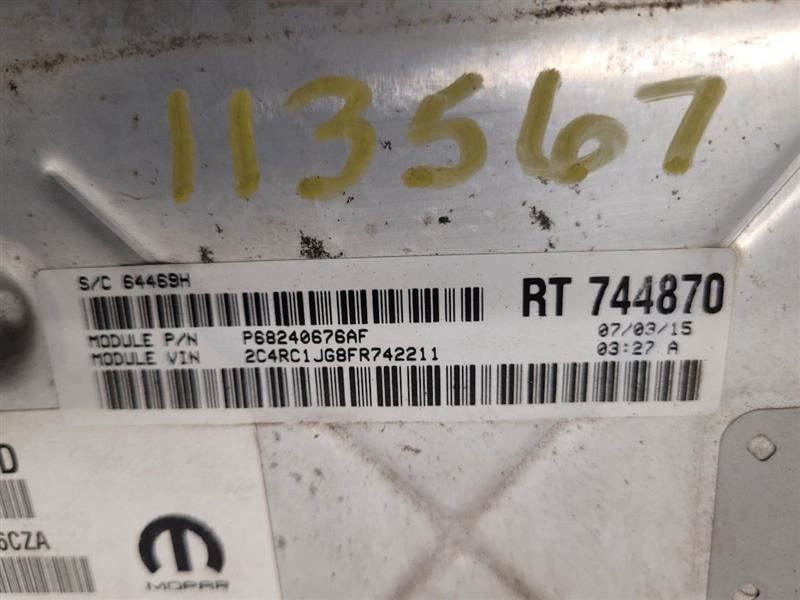 113567
S/C 64469H
RT 744870
MODULE P/N P68240676AF
07/03/15
MODULE VIN 2C4RC1JG8FR742211
03:27 A
D
6CZA
MOPAR